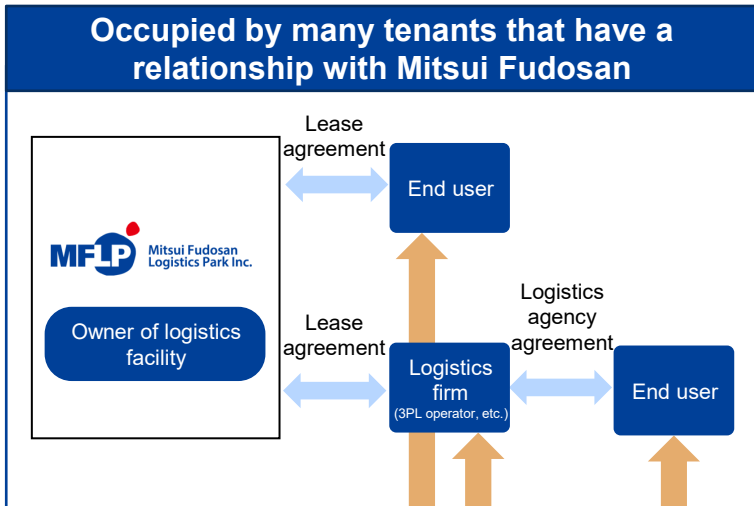 Occupied by many tenants that have a
relationship with Mitsui Fudosan
Lease
agreement
End user
MFLP
Mitsui Fudosan
Logistics Park Inc.
Owner of logistics
facility
Lease
agreement
Logistics
firm
(3PL operator, etc.)
Logistics
agency
agreement
End user